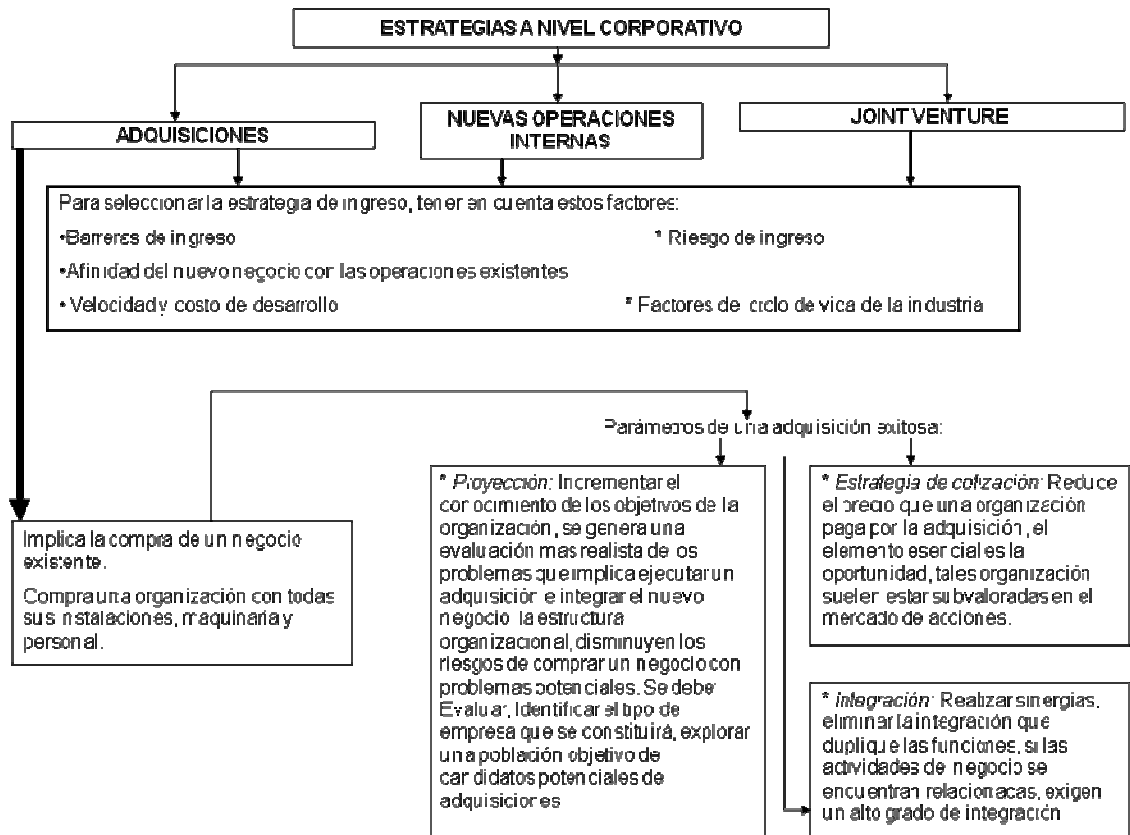 ESTRATEGIAS A NIVEL CORPORATIVO
ADQUISICIONES
NUEVAS OPERACIONES
INTERNAS
JOINT VENTURE
Para seleccionar la estrategia de ingreso, tener en cuenta estos factores:
•Barreras de ingreso
* Riesgo de ingreso
•Afinidad del nuevo negocio con las operaciones existentes
• Velocidad y costo de desarrollo
* Factores del ciclo de vida de la industria
Implica la compra de un negocio
existente.
Compra una organización con todas
sus instalaciones, maquinaria y
personal.
Parámetros de una adquisición exitosa:
* Proyección: Incrementar el
conocimiento de los objetivos de la
organización, se genera una
evaluación mas realista de los
problemas que implica ejecutar un
adquisición e integrar el nuevo
negocio la estructura
organizacional, disminuyen los
riesgos de comprar un negocio con
problemas potenciales. Se debe
Evaluar, Identificar el tipo de
empresa que se constituirá, explorar
una población objetivo de
candidatos potenciales de
adquisiciones
* Estrategia de cotización: Reduce
el precio que una organización
paga por la adquisición, el
elemento esencial es la
oportunidad, tales organización
suelen estar subvaloradas en el
mercado de acciones.
* Integración: Realizar sinergias,
eliminar la integración que
duplique las funciones, si las
actividades de negocio se
encuentran relacionadas, exigen
un alto grado de integración